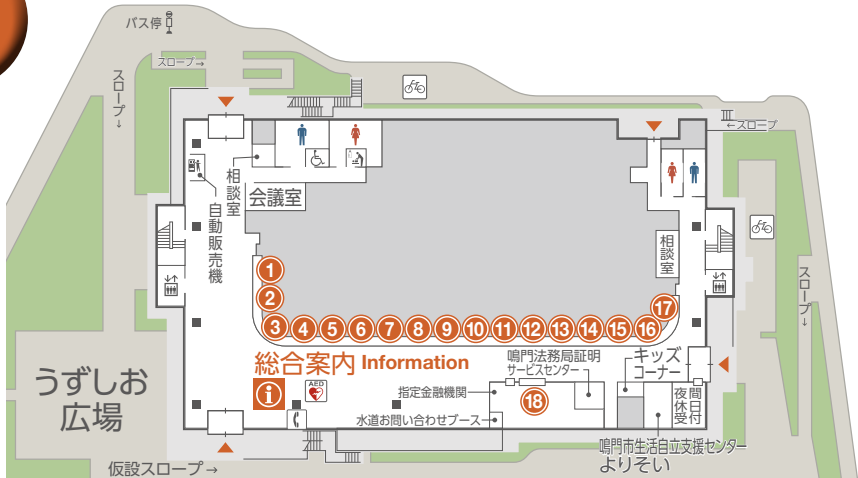 バス停
スロープ→
スロープ→
←スロープ
相談室
会議室
自動販売機
相談室
スロープ→
1
2
3
4
5
6
7
8
9
10
11
12
13
14
15
16
17
総合案内 Information
i
AED
鳴門法務局証明
サービスセンター
キッズ
コーナー
うずしお
広場
指定金融機関
18
夜間
休日
受付
水道お問い合わせブース
鳴門市生活自立支援センター
よりそい
仮設スロープ→